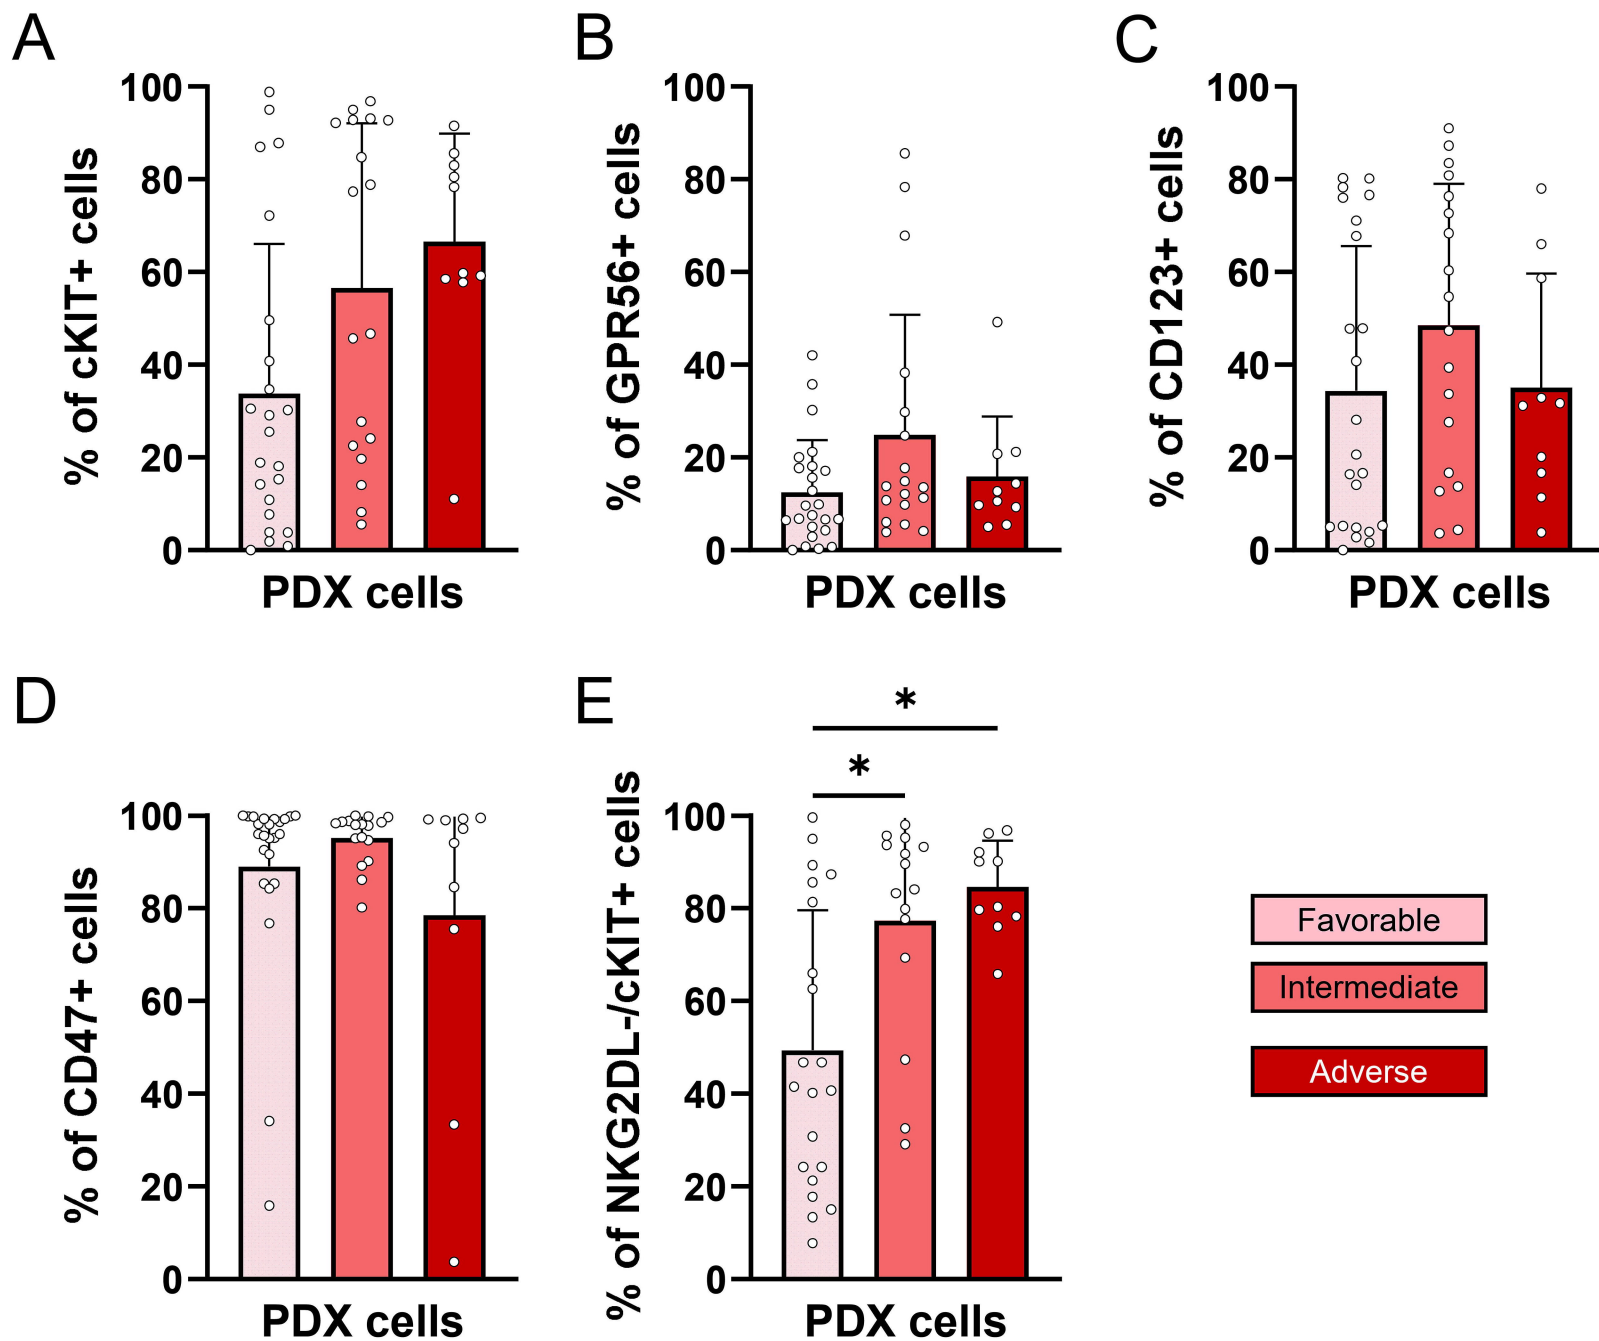 A
B
C
% of cKIT+ cells
100
80
60
40
20
0
PDX cells
% of GPR56+ cells
100
80
60
40
20
0
PDX cells
% of CD123+ cells
100
80
60
40
20
0
PDX cells
D
E
% of CD47+ cells
100
80
60
40
20
0
PDX cells
*
*
% of NKG2DL-/cKIT+ cells
100
80
60
40
20
0
PDX cells
Favorable
Intermediate
Adverse